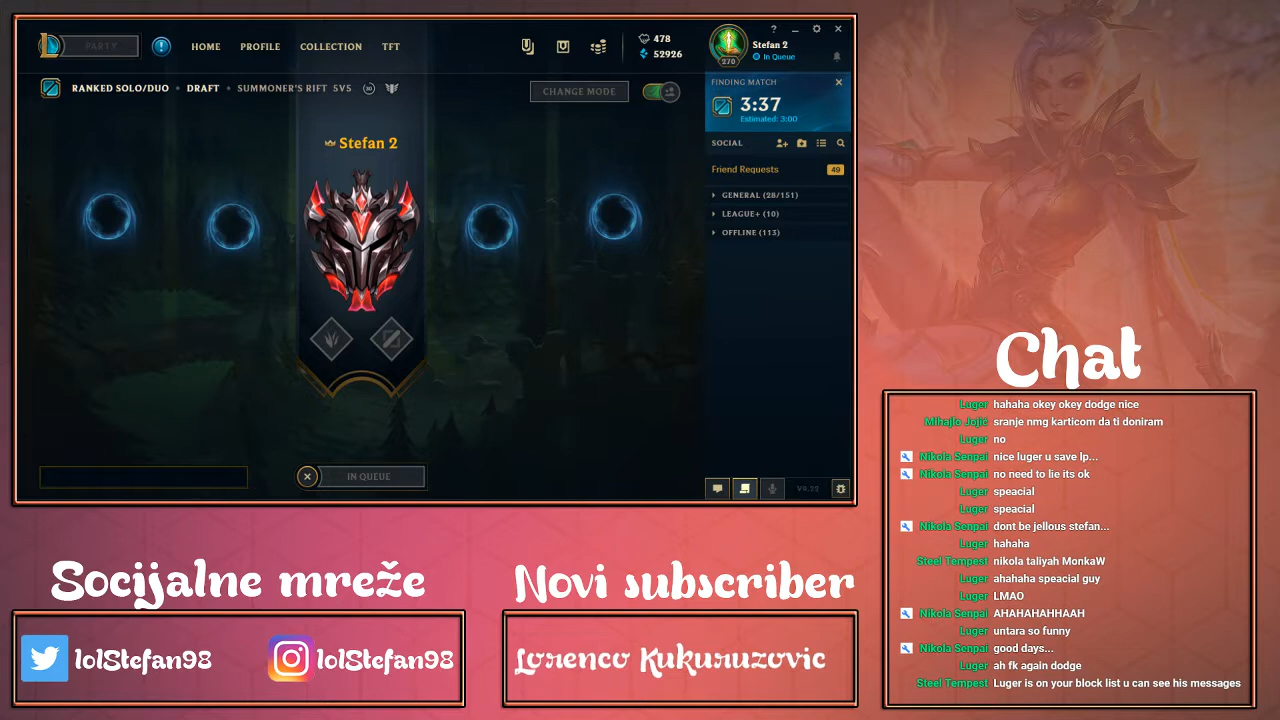 PARTY
HOME
PROFILE
COLLECTION
TFT
478
52926
270
Stefan 2
In Queue
RANKED SOLO/DUO • DRAFT • SUMMONER'S RIFT 5V5
30
CHANGE MODE
FINDING MATCH
3:37
Estimated: 3:00
SOCIAL
Friend Requests
49
GENERAL (28/151)
LEAGUE+ (10)
OFFLINE (113)
Stefan 2
IN QUEUE
V9.22
Chat
Luger hahaha okey okey dodge nice
Mihajlo Jojic sranje nmg karticom da ti doniram
Luger no
Nikola Senpai nice luger u save lp...
Nikola Senpai no need to lie its ok
Luger speacial
Luger speacial
Nikola Senpai dont be jellous stefan...
Luger hahaha
Steel Tempest nikola taliyah MonkaW
Luger ahahaha speacial guy
Luger LMAO
Nikola Senpai AHAHAHAHHAAH
Luger untara so funny
Nikola Senpai good days...
Luger ah fk again dodge
Steel Tempest Luger is on your block list u can see his messages
Socijalne mreže
lolStefan98
lolStefan98
Novi subscriber
Lorenco Kukuruzovic